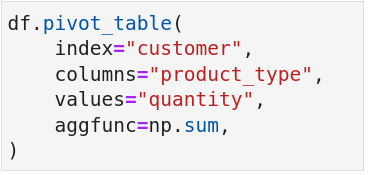 df.pivot_table(
    index="customer",
    columns="product_type",
    values="quantity",
    aggfunc=np.sum,
)